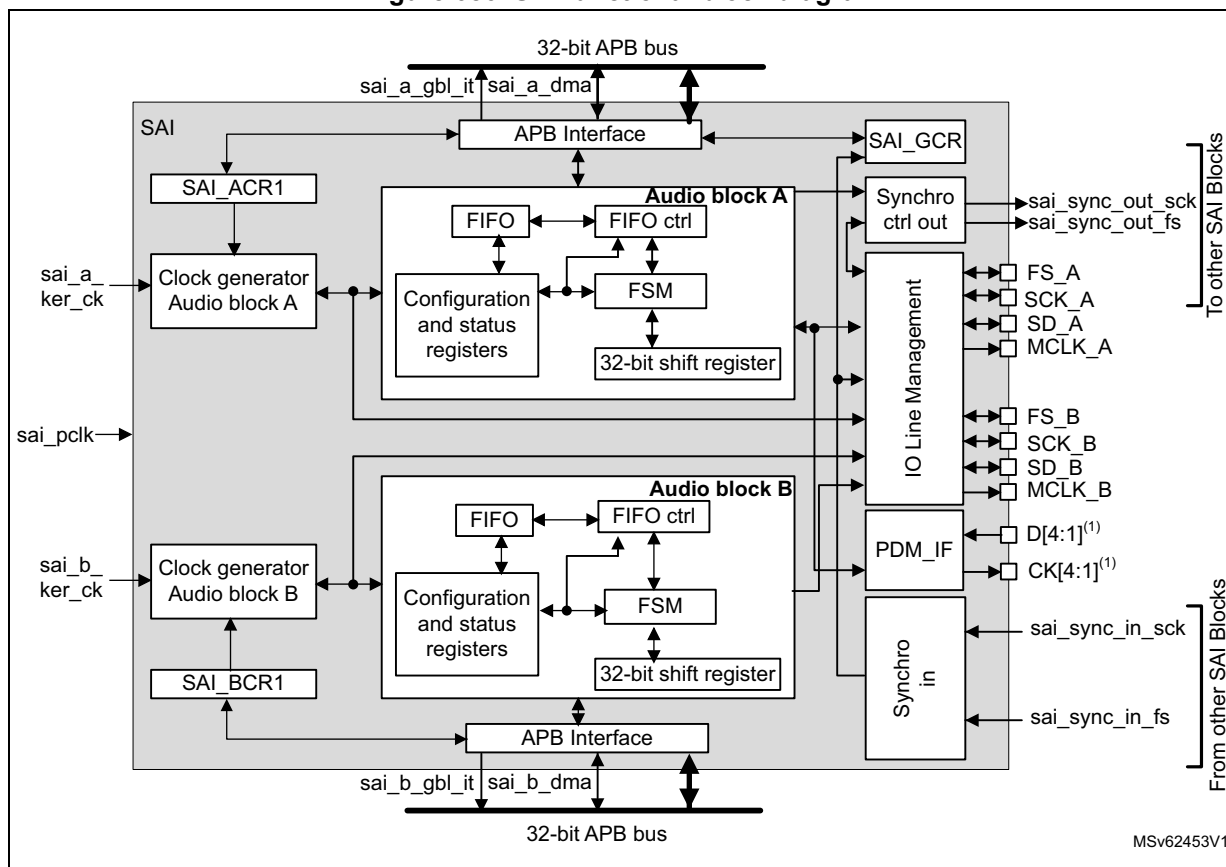 32-bit APB bus
sai_a_gbl_it
sai_a_dma
SAI
APB Interface
SAI_GCR
SAI_ACR1
Audio block A
FIFO
FIFO ctrl
Synchro
ctrl out
sai_sync_out_sck
sai_sync_out_fs
To other SAI Blocks
sai_a_
ker_ck
Clock generator
Audio block A
Configuration
and status
registers
FSM
32-bit shift register
IO Line Management
FS_A
SCK_A
SD_A
MCLK_A
sai_pclk
FS_B
SCK_B
SD_B
MCLK_B
Audio block B
FIFO
FIFO ctrl
PDM_IF
D[4:1](1)
CK[4:1](1)
sai_b_
ker_ck
Clock generator
Audio block B
Configuration
and status
registers
FSM
32-bit shift register
SAI_BCR1
Synchro
in
sai_sync_in_sck
sai_sync_in_fs
From other SAI Blocks
APB Interface
sai_b_gbl_it
sai_b_dma
32-bit APB bus
MSv62453V1